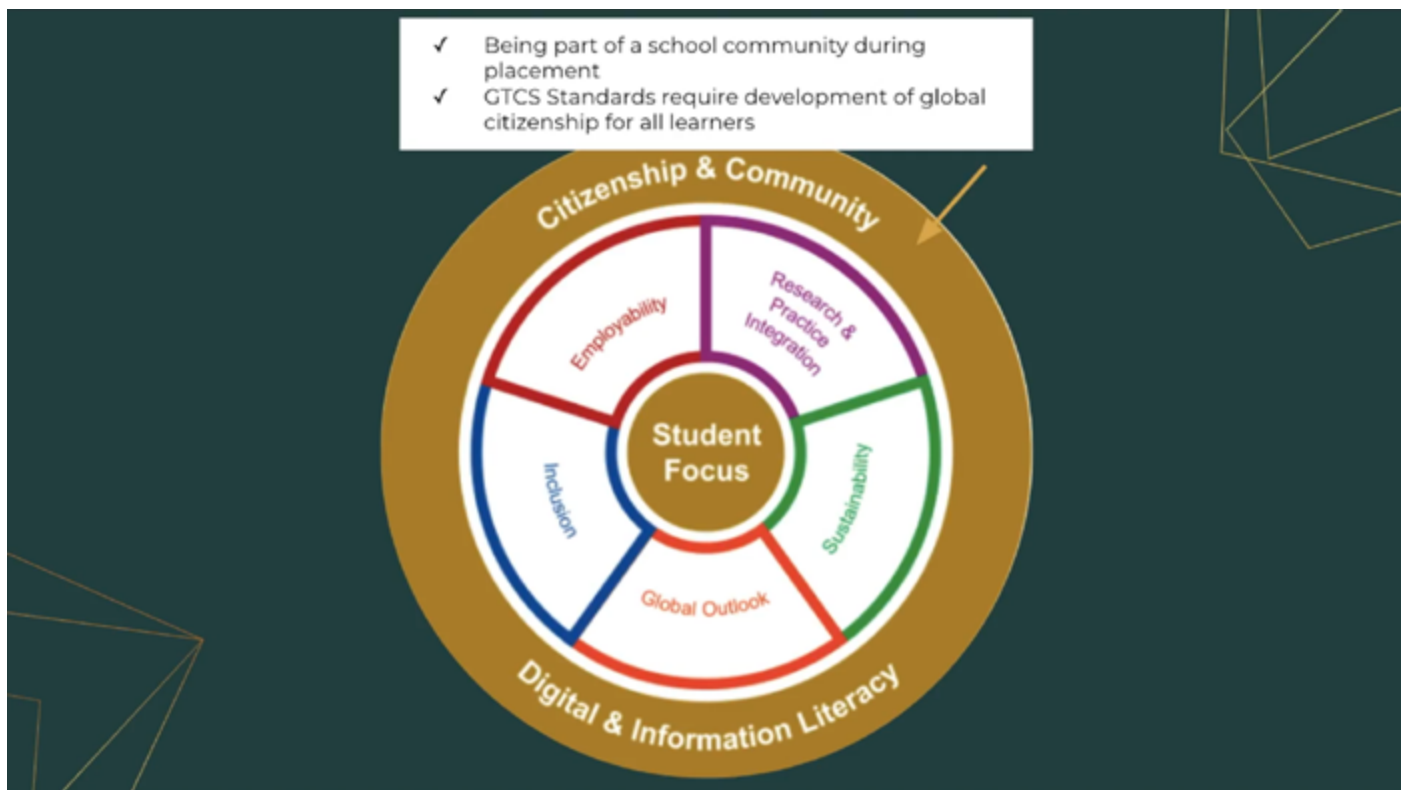 ✓ Being part of a school community during
placement
✓ GTCS Standards require development of global
citizenship for all learners
Citizenship & Community
Employability
Research &
Practice
Integration
Student
Focus
Inclusion
Sustainability
Global Outlook
Digital & Information Literacy